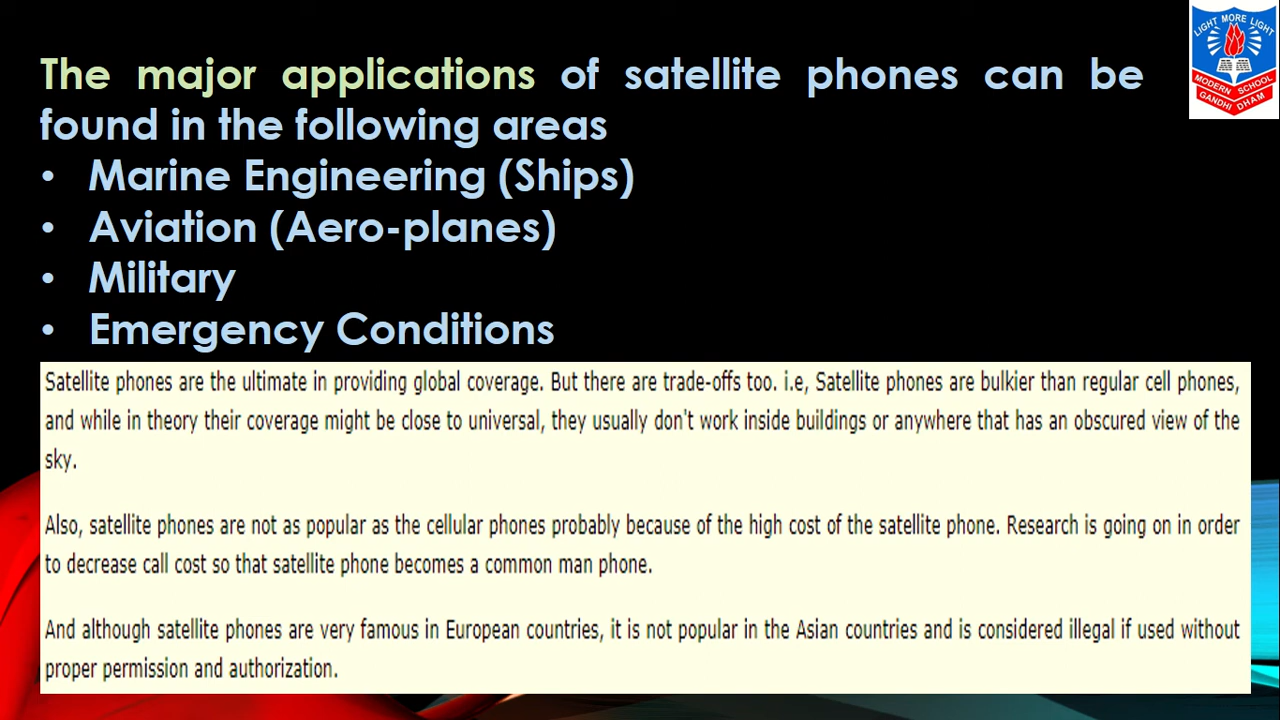 LIGHT MORE LIGHT
MODERN SCHOOL
GANDHI DHAM
The major applications of satellite phones can be
found in the following areas
• Marine Engineering (Ships)
• Aviation (Aero-planes)
• Military
• Emergency Conditions
Satellite phones are the ultimate in providing global coverage. But there are trade-offs too. i.e, Satellite phones are bulkier than regular cell phones,
and while in theory their coverage might be close to universal, they usually don't work inside buildings or anywhere that has an obscured view of the
sky.
Also, satellite phones are not as popular as the cellular phones probably because of the high cost of the satellite phone. Research is going on in order
to decrease call cost so that satellite phone becomes a common man phone.
And although satellite phones are very famous in European countries, it is not popular in the Asian countries and is considered illegal if used without
proper permission and authorization.